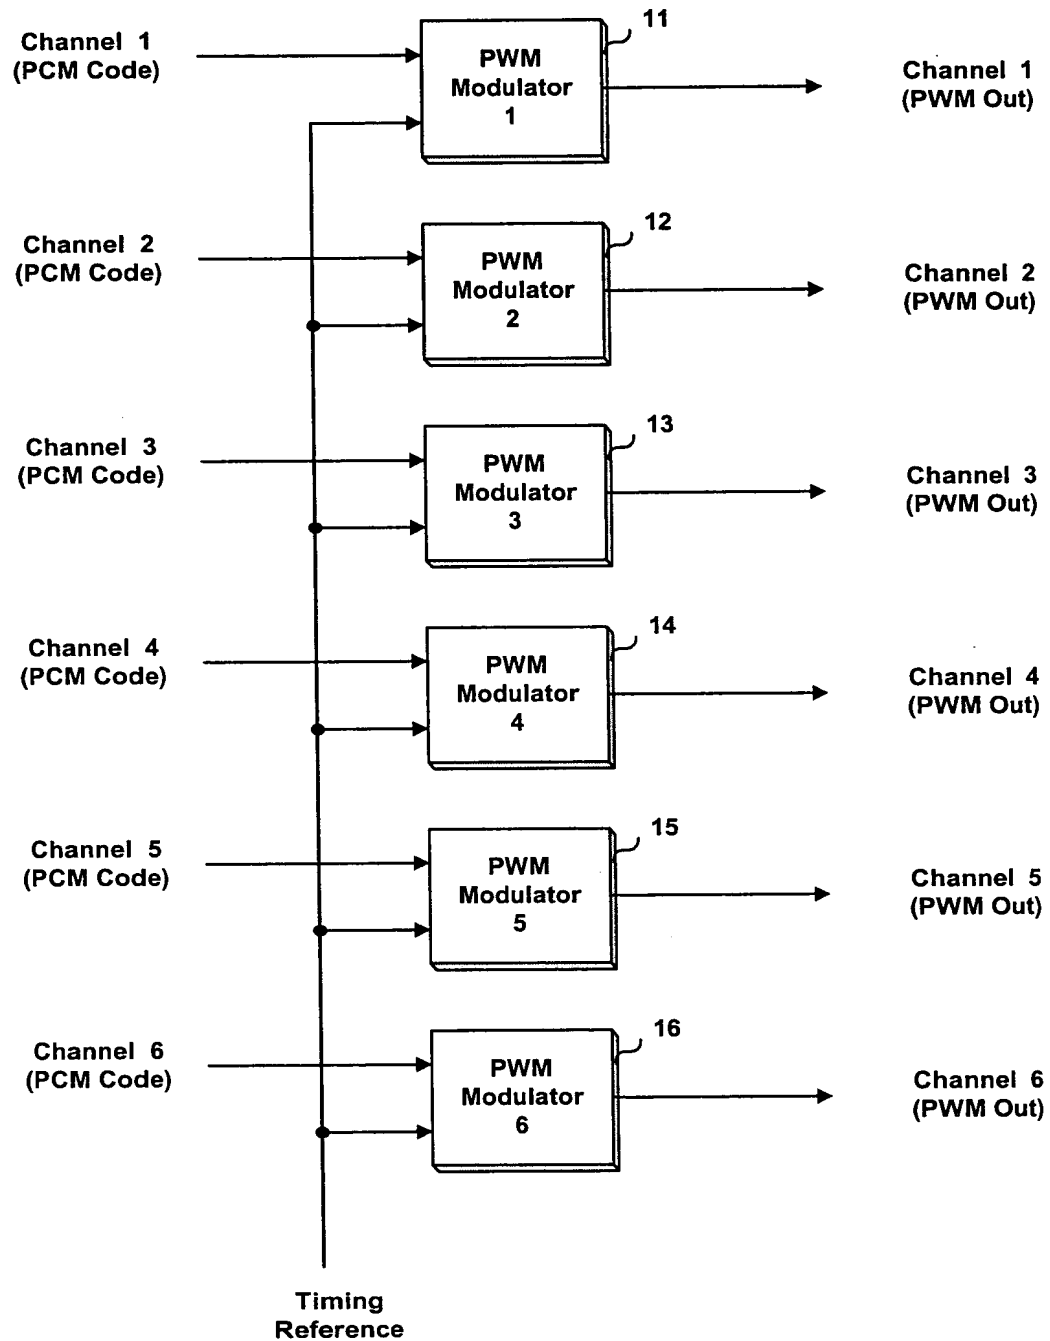 Channel 1
(PCM Code)
PWM
Modulator
1
11
Channel 1
(PWM Out)
Channel 2
(PCM Code)
PWM
Modulator
2
12
Channel 2
(PWM Out)
Channel 3
(PCM Code)
PWM
Modulator
3
13
Channel 3
(PWM Out)
Channel 4
(PCM Code)
PWM
Modulator
4
14
Channel 4
(PWM Out)
Channel 5
(PCM Code)
PWM
Modulator
5
15
Channel 5
(PWM Out)
Channel 6
(PCM Code)
PWM
Modulator
6
16
Channel 6
(PWM Out)
Timing
Reference